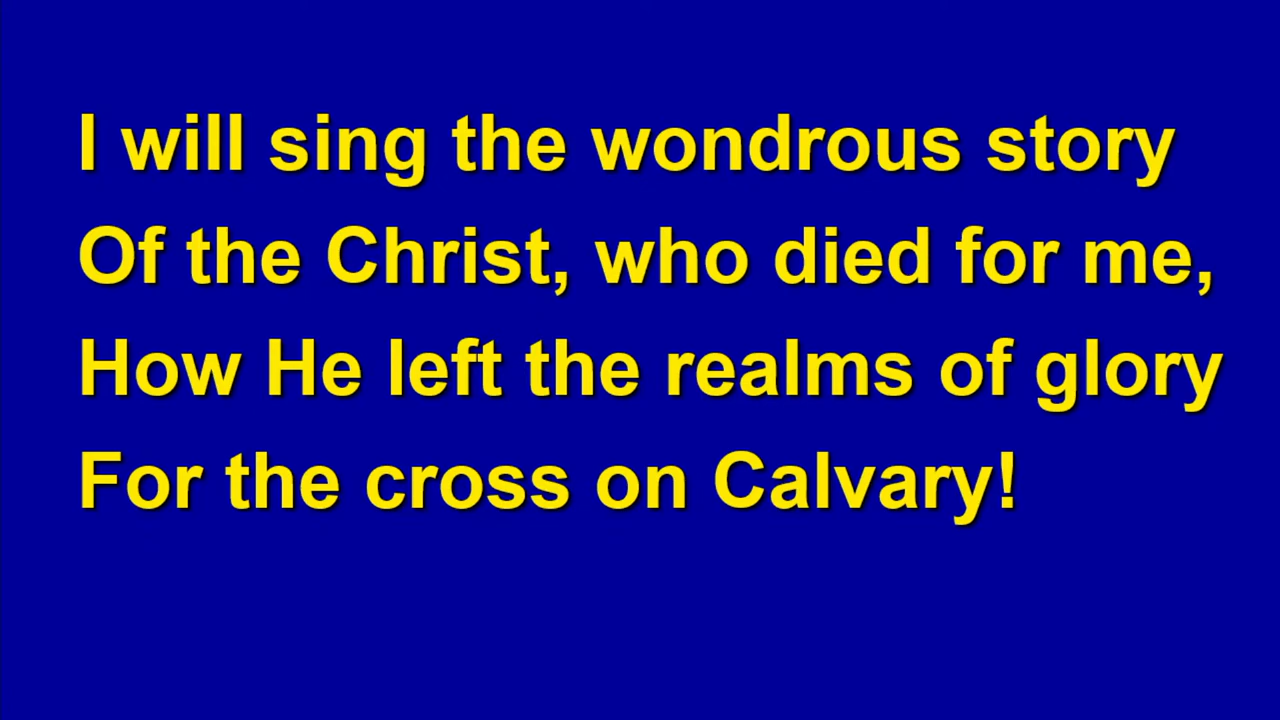 I will sing the wondrous story
Of the Christ, who died for me,
How He left the realms of glory
For the cross on Calvary!